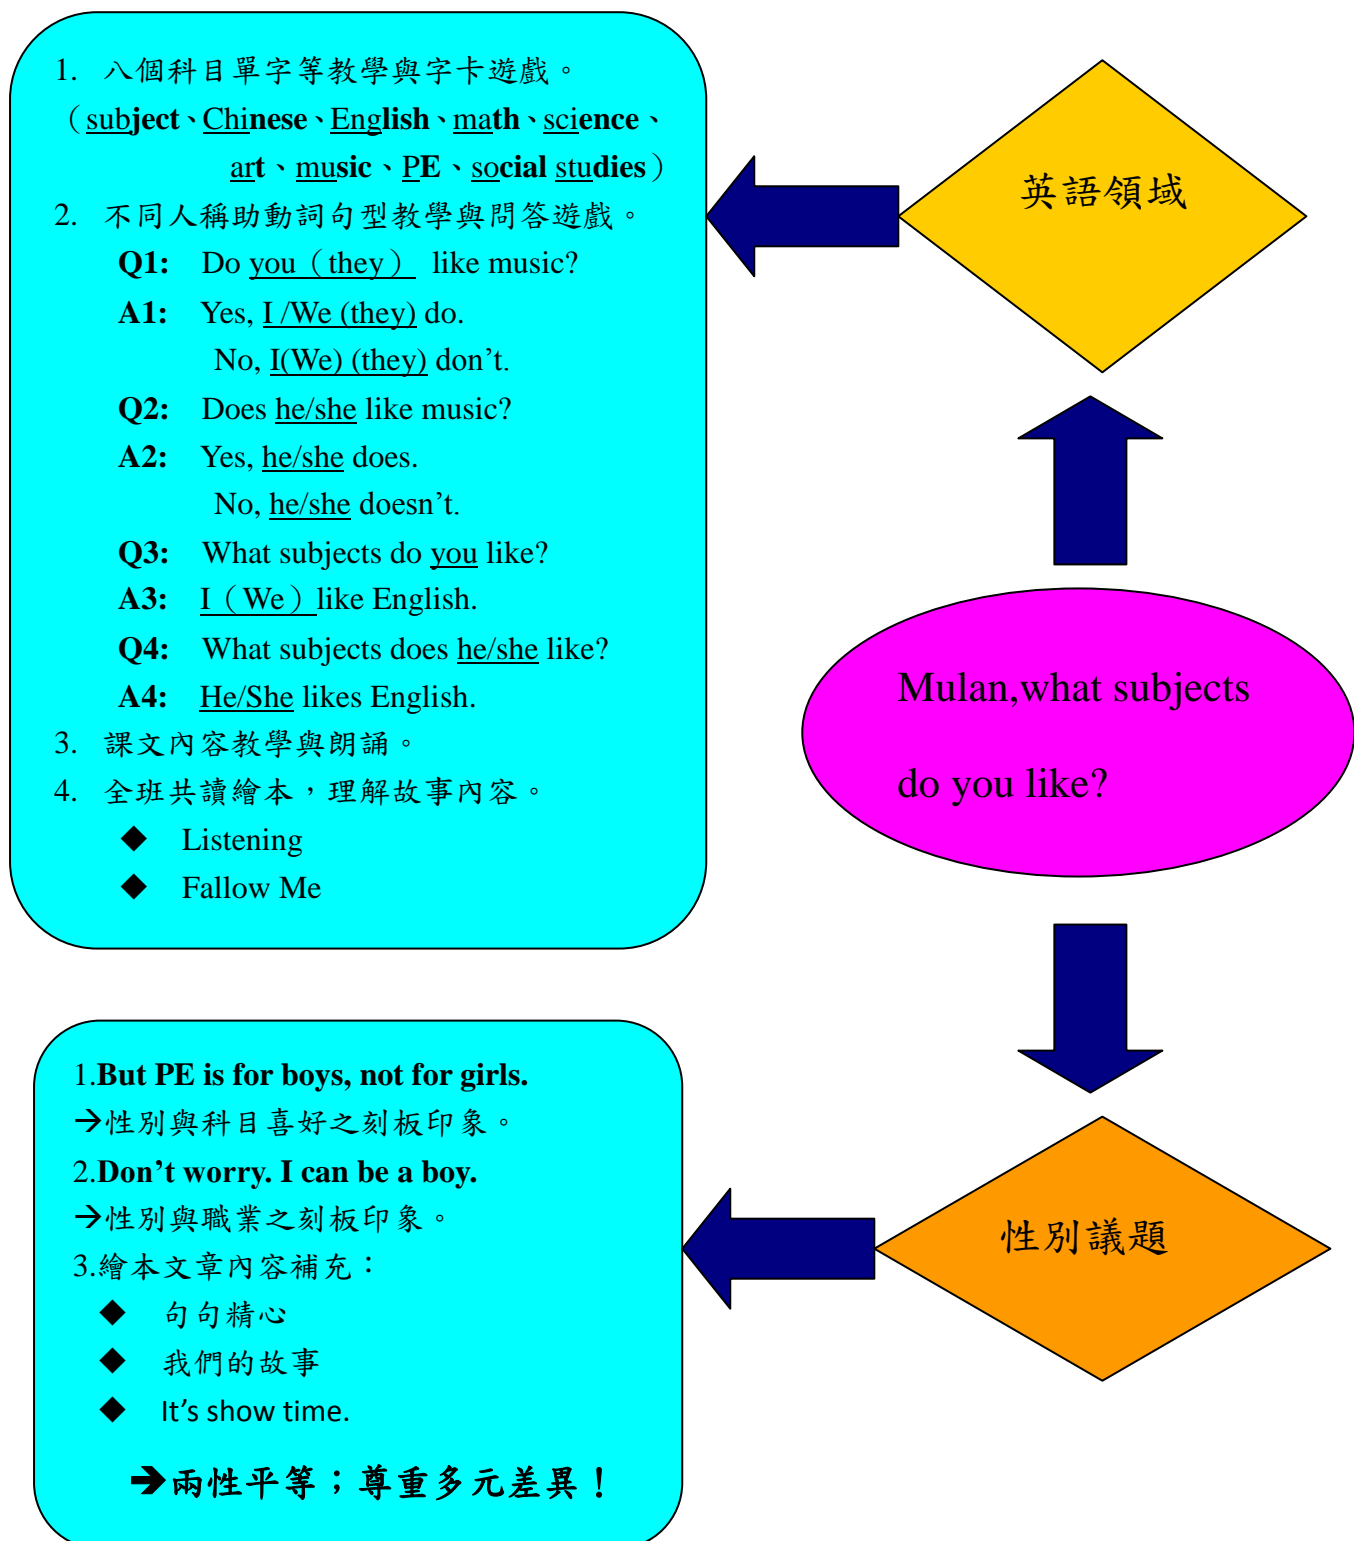 1. 八個科目單字等教學與字卡遊戲。
（subject、Chinese、English、math、science、
art、music、PE、social studies）
2. 不同人稱助動詞句型教學與問答遊戲。
Q1: Do you（they） like music?
A1: Yes, I /We (they) do.
No, I(We) (they) don’t.
Q2: Does he/she like music?
A2: Yes, he/she does.
No, he/she doesn’t.
Q3: What subjects do you like?
A3: I（We）like English.
Q4: What subjects does he/she like?
A4: He/She likes English.
3. 課文內容教學與朗誦。
4. 全班共讀繪本，理解故事內容。
◆ Listening
◆ Fallow Me
英語領域
Mulan,what subjects
do you like?
1.But PE is for boys, not for girls.
→性別與科目喜好之刻板印象。
2.Don’t worry. I can be a boy.
→性別與職業之刻板印象。
3.繪本文章內容補充：
◆ 句句精心
◆ 我們的故事
◆ It’s show time.
➔兩性平等；尊重多元差異！
性別議題